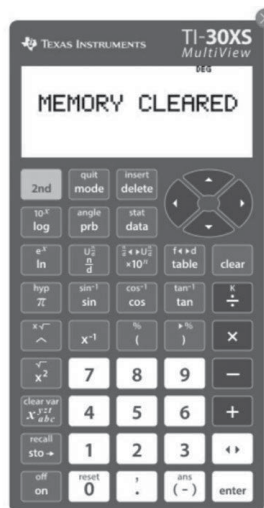 TEXAS INSTRUMENTS TI-30XS
MultiView
DEG
MEMORY CLEARED
quit insert
2nd mode delete
10ˣ angle stat
log prb data
eˣ f◄►d
ln n/d ×10ⁿ table clear
hyp sin⁻¹ cos⁻¹ tan⁻¹ K
π sin cos tan ÷
ˣ√ % ►%
^ x⁻¹ ( ) ×
√
x² 7 8 9 −
clear var
x yzt abc 4 5 6 +
recall
sto→ 1 2 3 ◄►
off reset , ans
on 0 . (−) enter